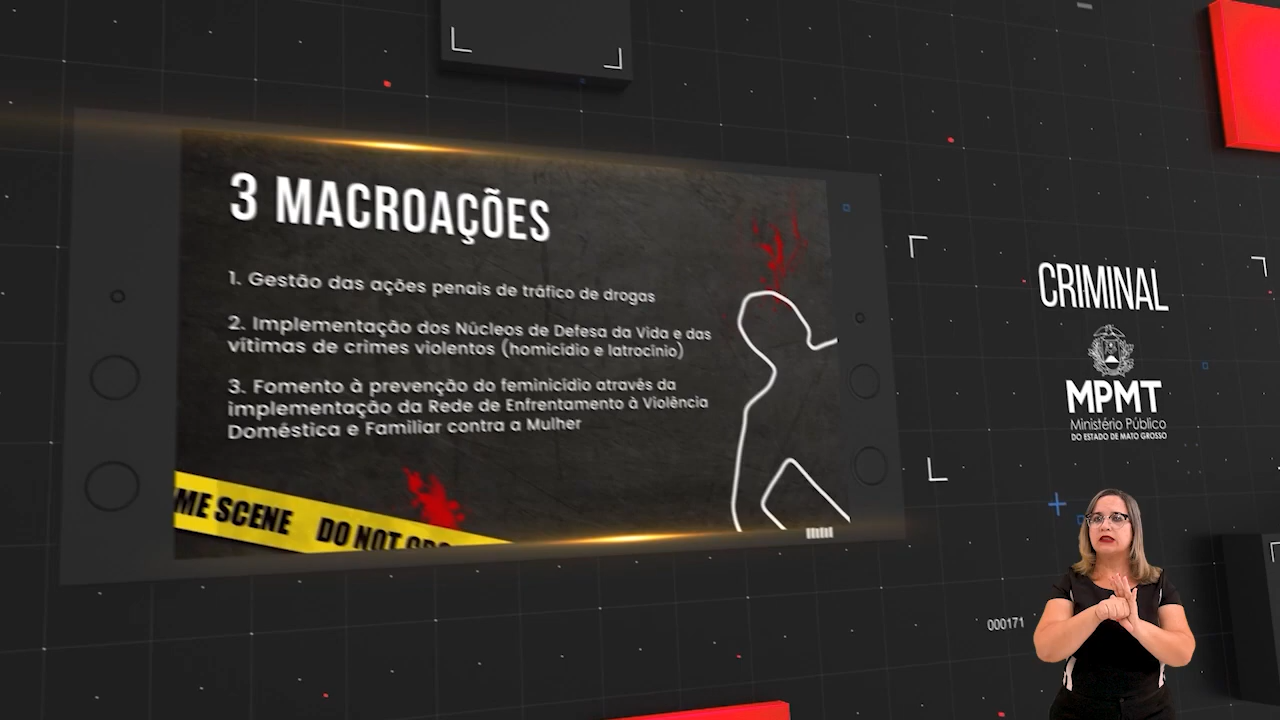 3 MACROAÇÕES
1. Gestão das ações penais de tráfico de drogas
2. Implementação dos Núcleos de Defesa da Vida e das
vítimas de crimes violentos (homicídio e latrocínio)
3. Fomento à prevenção do feminicídio através da
implementação da Rede de Enfrentamento à Violência
Doméstica e Familiar contra a Mulher
ME SCENE DO NOT CRO
CRIMINAL
MPMT
Ministério Público
DO ESTADO DE MATO GROSSO
000171